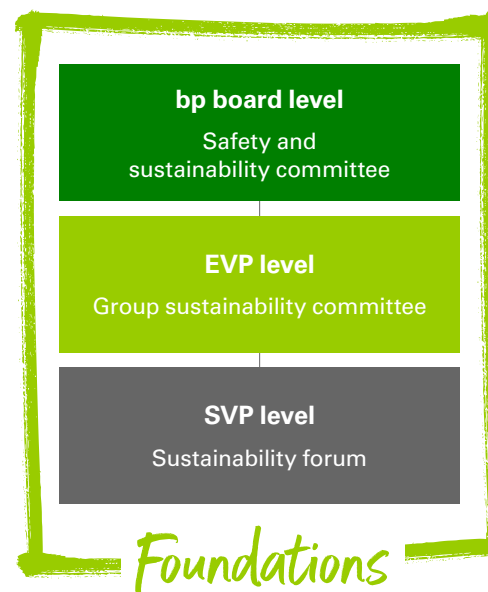 bp board level
Safety and
sustainability committee
EVP level
Group sustainability committee
SVP level
Sustainability forum
Foundations